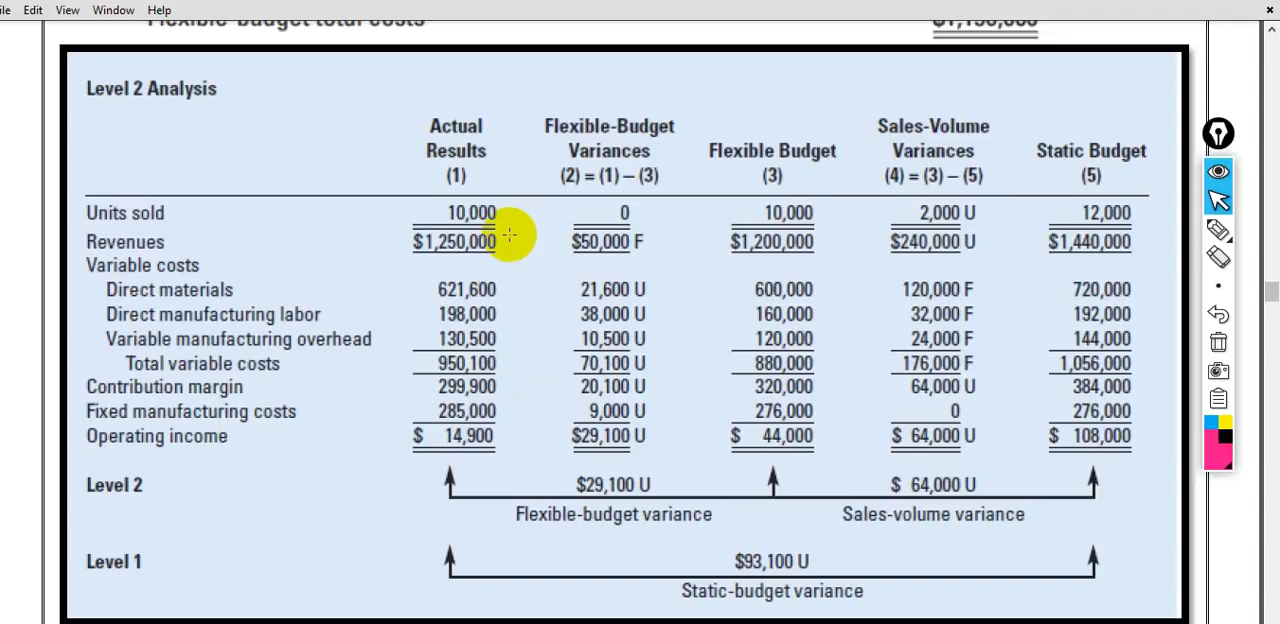 ile Edit View Window Help
Flexible-budget total costs $1,156,000
Level 2 Analysis
Actual Flexible-Budget Sales-Volume
Results Variances Flexible Budget Variances Static Budget
(1) (2) = (1) – (3) (3) (4) = (3) – (5) (5)
Units sold 10,000 0 10,000 2,000 U 12,000
Revenues $1,250,000 $50,000 F $1,200,000 $240,000 U $1,440,000
Variable costs
Direct materials 621,600 21,600 U 600,000 120,000 F 720,000
Direct manufacturing labor 198,000 38,000 U 160,000 32,000 F 192,000
Variable manufacturing overhead 130,500 10,500 U 120,000 24,000 F 144,000
Total variable costs 950,100 70,100 U 880,000 176,000 F 1,056,000
Contribution margin 299,900 20,100 U 320,000 64,000 U 384,000
Fixed manufacturing costs 285,000 9,000 U 276,000 0 276,000
Operating income $ 14,900 $29,100 U $ 44,000 $ 64,000 U $ 108,000
Level 2 $29,100 U $ 64,000 U
Flexible-budget variance Sales-volume variance
Level 1 $93,100 U
Static-budget variance